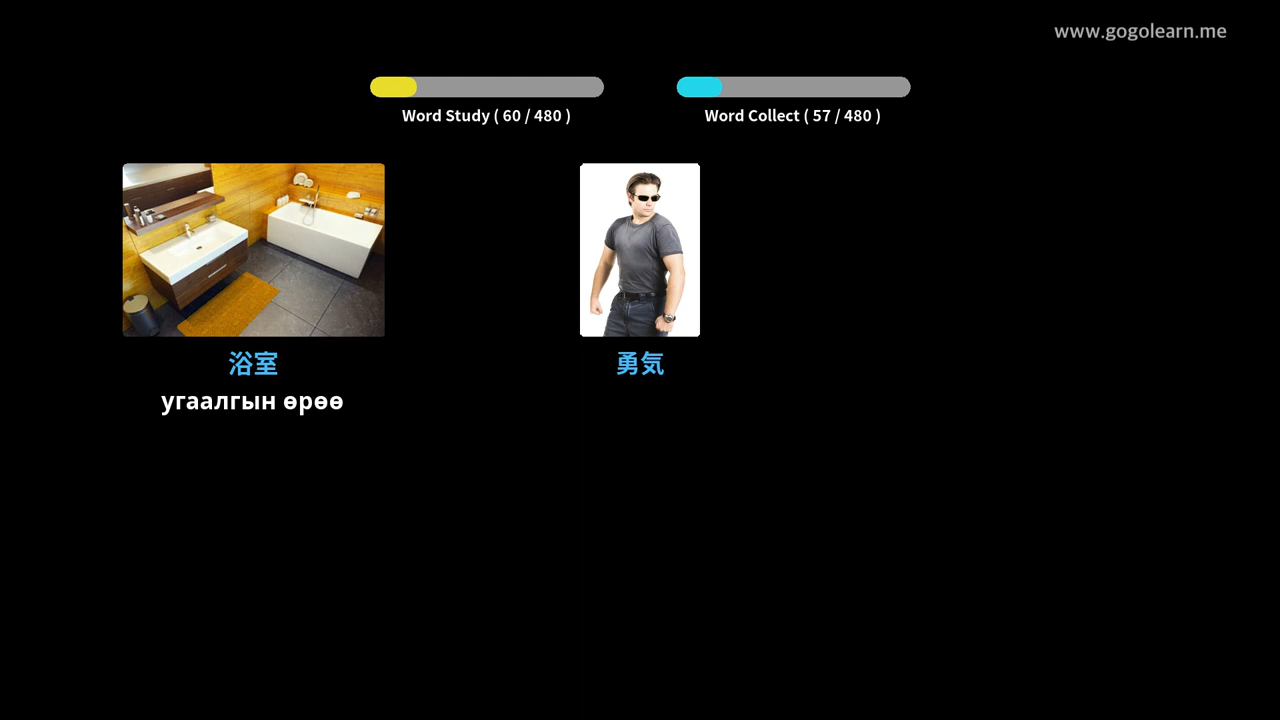 www.gogolearn.me
Word Study ( 60 / 480 )
Word Collect ( 57 / 480 )
浴室
勇気
угаалгын өрөө